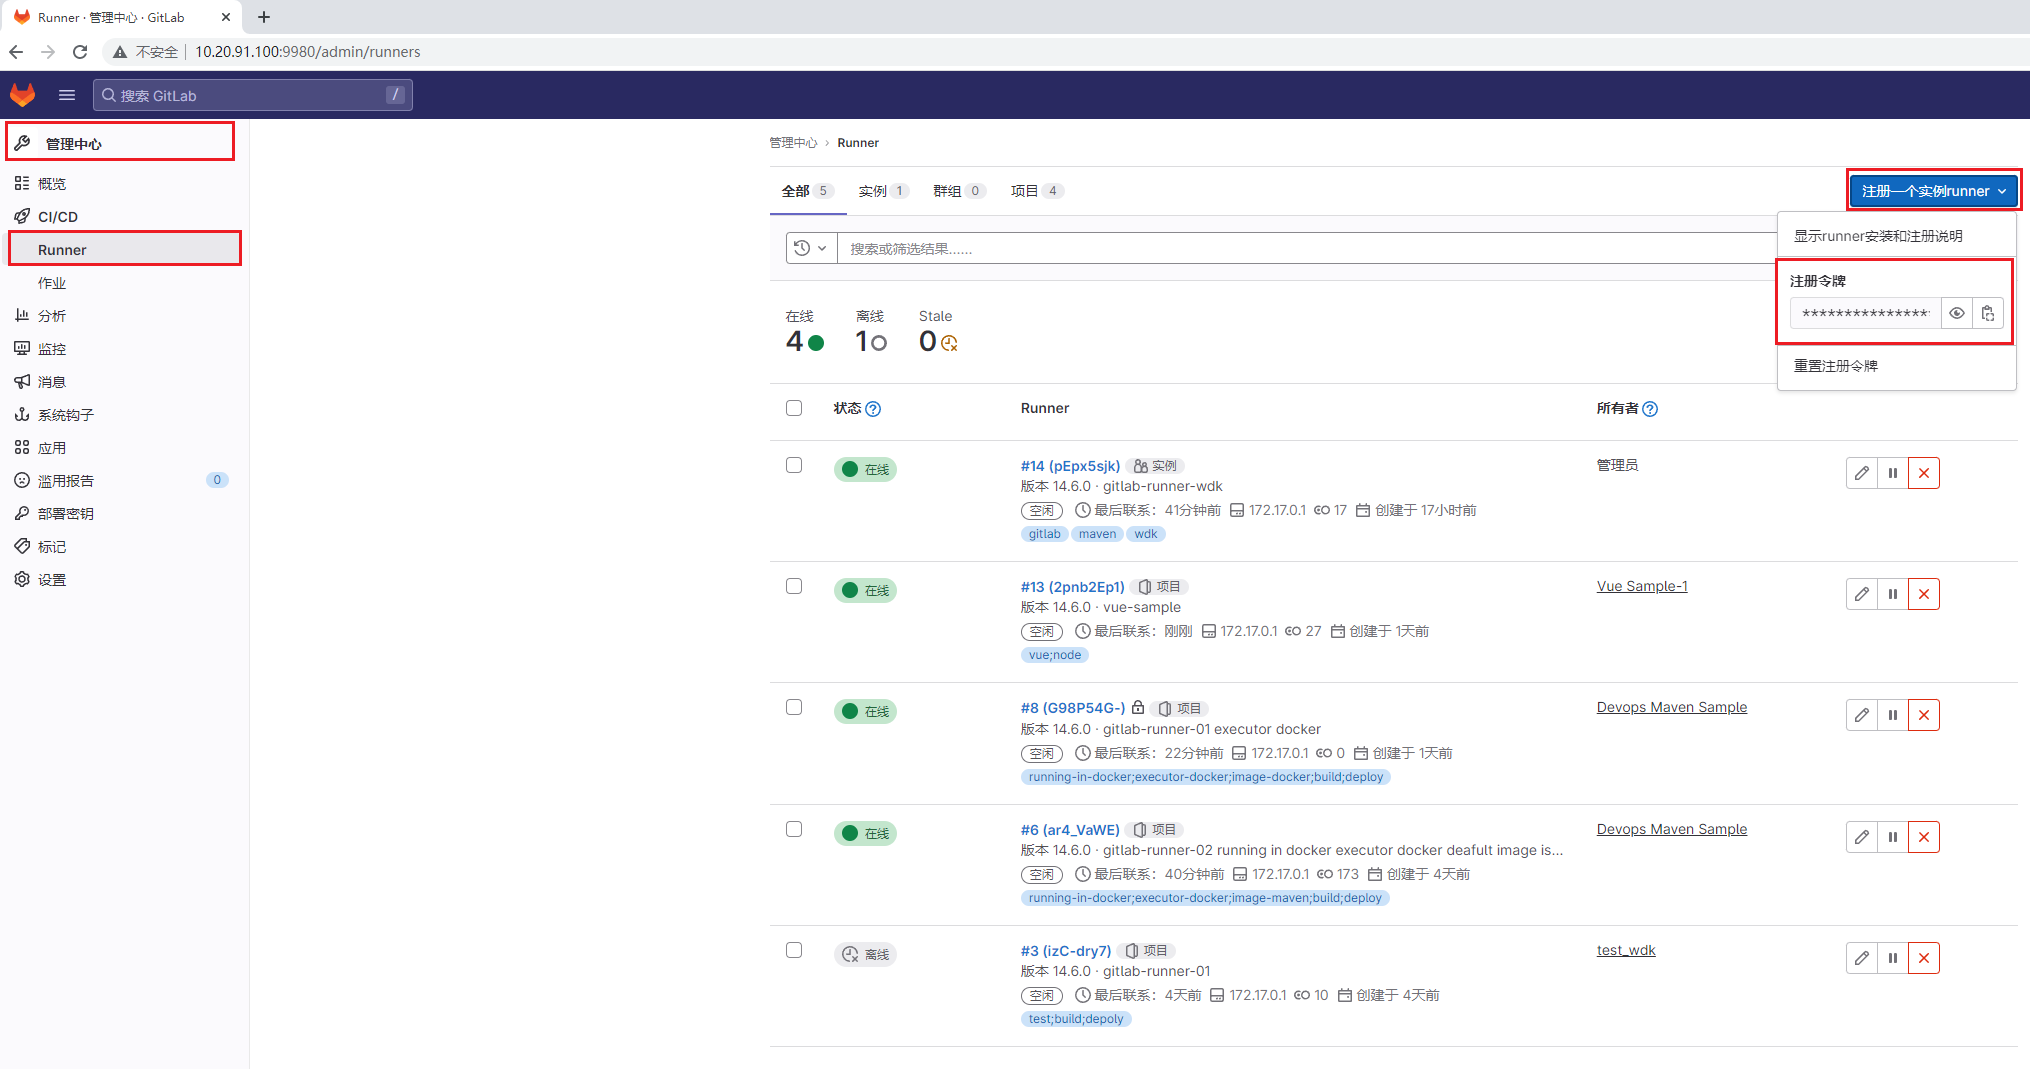 Runner · 管理中心 · GitLab
不安全 10.20.91.100:9980/admin/runners
搜索 GitLab /
管理中心
概览
CI/CD
Runner
作业
分析
监控
消息
系统钩子
应用
滥用报告 0
部署密钥
标记
设置
管理中心 › Runner
全部 5 实例 1 群组 0 项目 4
注册一个实例runner
显示runner安装和注册说明
注册令牌
***************
重置注册令牌
搜索或筛选结果......
在线 离线 Stale
4 1 0
状态 Runner 所有者
在线 #14 (pEpx5sjk) 实例 管理员
版本 14.6.0 · gitlab-runner-wdk
空闲 最后联系：41分钟前 172.17.0.1 17 创建于 17小时前
gitlab maven wdk
在线 #13 (2pnb2Ep1) 项目 Vue Sample-1
版本 14.6.0 · vue-sample
空闲 最后联系：刚刚 172.17.0.1 27 创建于 1天前
vue;node
在线 #8 (G98P54G-) 项目 Devops Maven Sample
版本 14.6.0 · gitlab-runner-01 executor docker
空闲 最后联系：22分钟前 172.17.0.1 0 创建于 1天前
running-in-docker;executor-docker;image-docker;build;deploy
在线 #6 (ar4_VaWE) 项目 Devops Maven Sample
版本 14.6.0 · gitlab-runner-02 running in docker executor docker deafult image is...
空闲 最后联系：40分钟前 172.17.0.1 173 创建于 4天前
running-in-docker;executor-docker;image-maven;build;deploy
离线 #3 (izC-dry7) 项目 test_wdk
版本 14.6.0 · gitlab-runner-01
空闲 最后联系：4天前 172.17.0.1 10 创建于 4天前
test;build;depoly